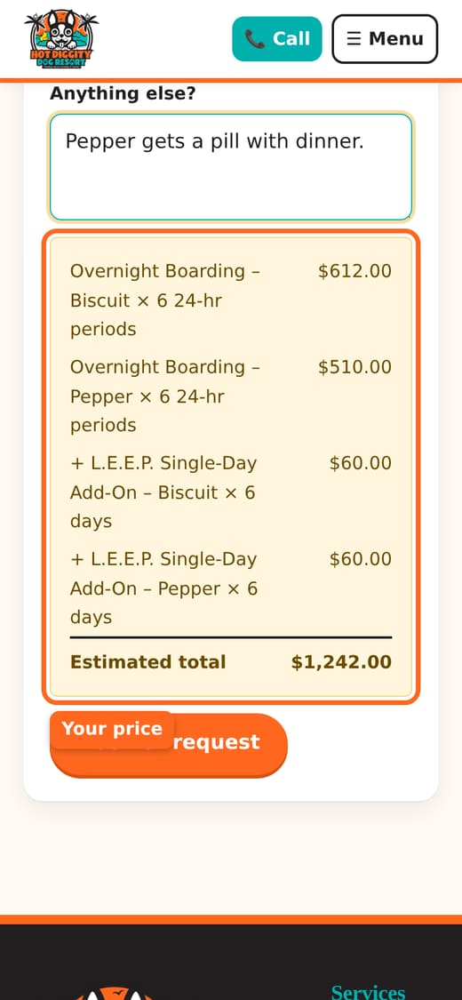 HOT DIGGITY
DOG RESORT
📞 Call
☰ Menu
Anything else?
Pepper gets a pill with dinner.
Overnight Boarding – $612.00
Biscuit × 6 24-hr
periods
Overnight Boarding – $510.00
Pepper × 6 24-hr
periods
+ L.E.E.P. Single-Day $60.00
Add-On – Biscuit × 6
days
+ L.E.E.P. Single-Day $60.00
Add-On – Pepper × 6
days
Estimated total $1,242.00
Your price
request
Services